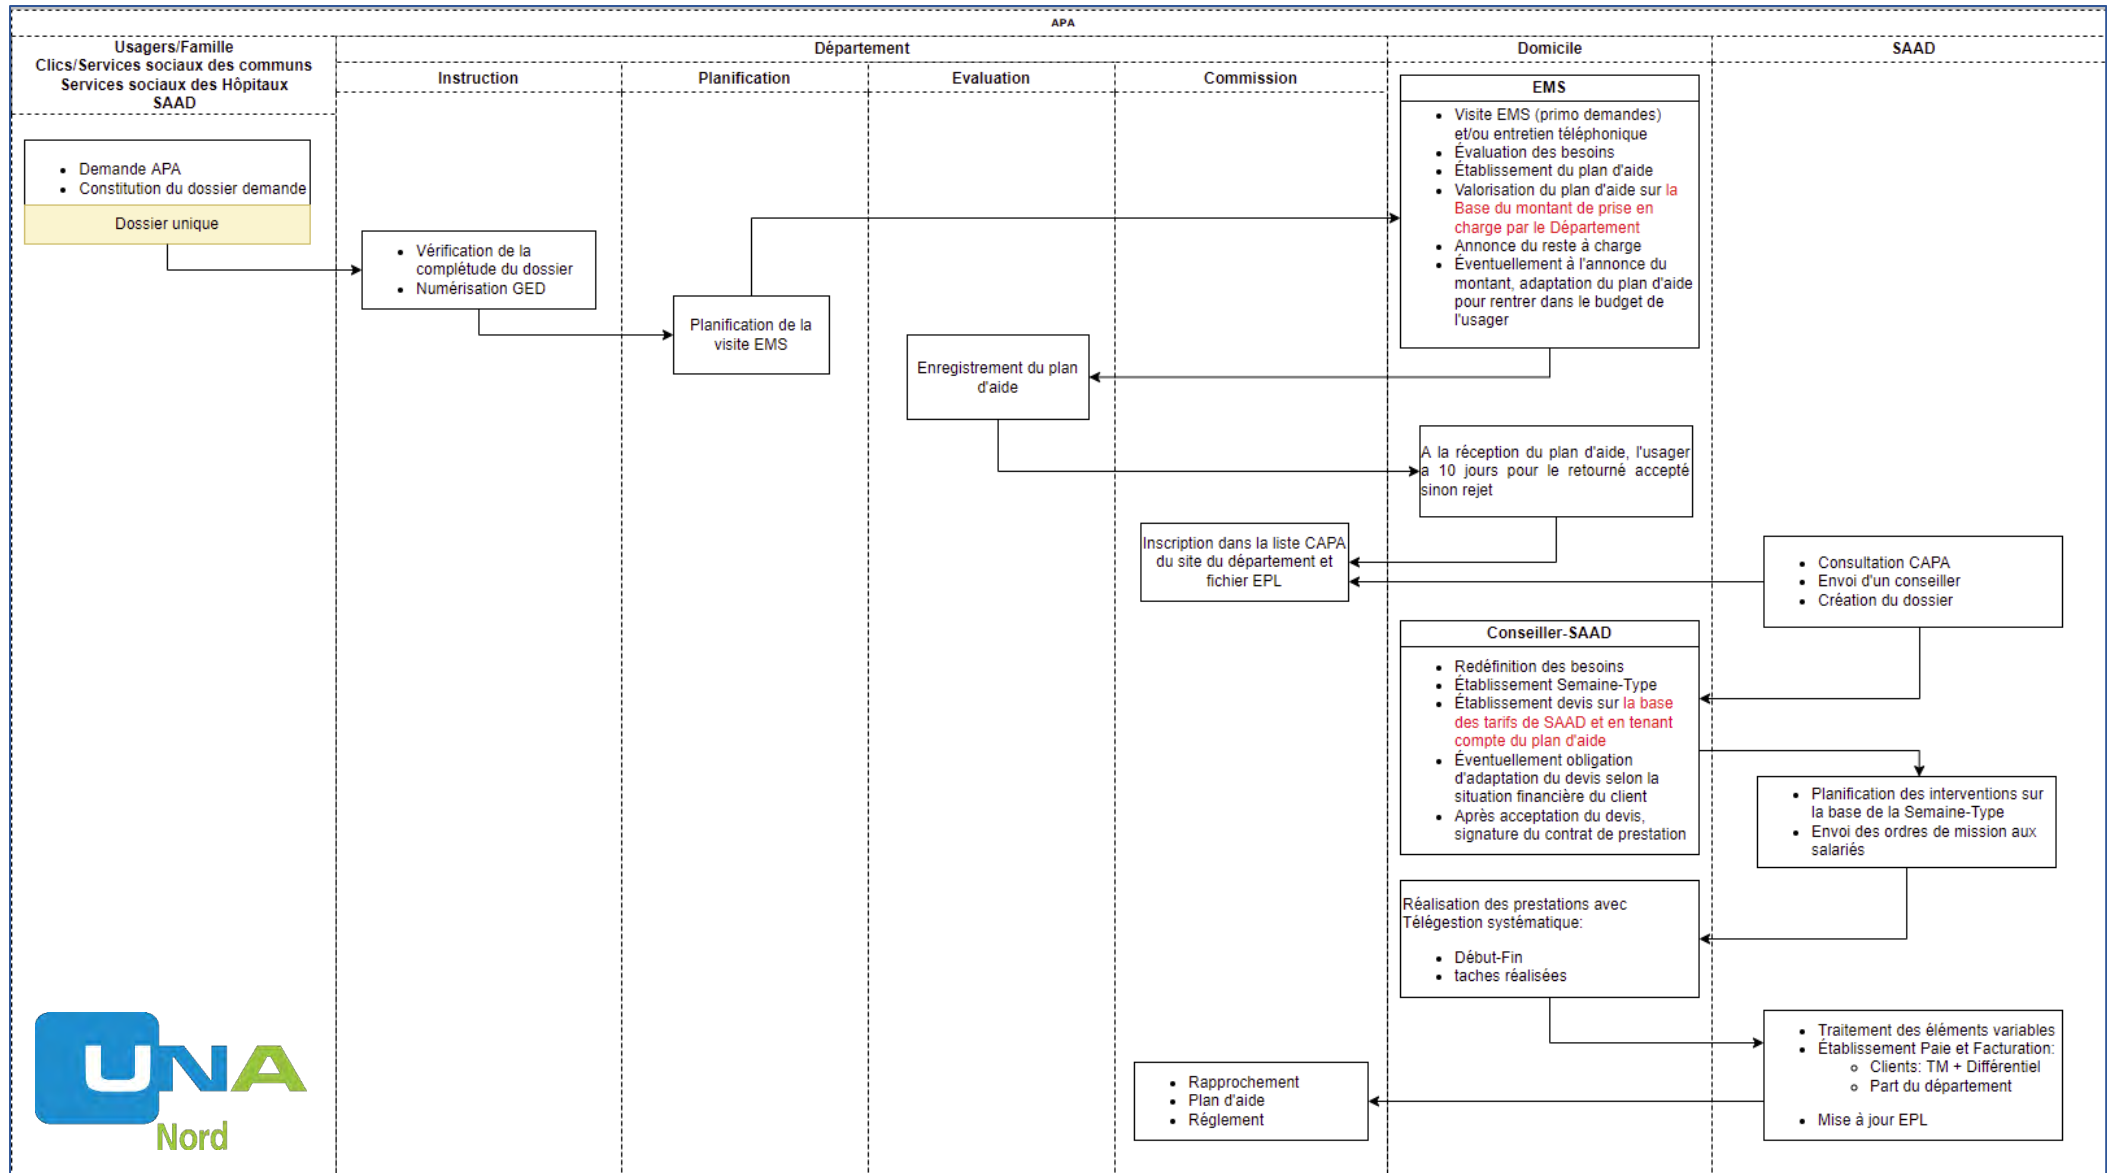 APA
Usagers/Famille
Clics/Services sociaux des communs
Services sociaux des Hôpitaux
SAAD
Département
Domicile
SAAD
Instruction
Planification
Evaluation
Commission
Demande APA
Constitution du dossier demande
Dossier unique
Vérification de la
complétude du dossier
Numérisation GED
Planification de la
visite EMS
EMS
Visite EMS (primo demandes)
et/ou entretien téléphonique
Évaluation des besoins
Établissement du plan d'aide
Valorisation du plan d'aide sur la
Base du montant de prise en
charge par le Département
Annonce du reste à charge
Éventuellement à l'annonce du
montant, adaptation du plan d'aide
pour rentrer dans le budget de
l'usager
Enregistrement du plan
d'aide
A la réception du plan d'aide, l'usager
a 10 jours pour le retourné accepté
sinon rejet
Inscription dans la liste CAPA
du site du département et
fichier EPL
Consultation CAPA
Envoi d'un conseiller
Création du dossier
Conseiller-SAAD
Redéfinition des besoins
Établissement Semaine-Type
Établissement devis sur la base
des tarifs de SAAD et en tenant
compte du plan d'aide
Éventuellement obligation
d'adaptation du devis selon la
situation financière du client
Après acceptation du devis,
signature du contrat de prestation
Planification des interventions sur
la base de la Semaine-Type
Envoi des ordres de mission aux
salariés
Réalisation des prestations avec
Télégestion systématique:
Début-Fin
taches réalisées
Traitement des éléments variables
Établissement Paie et Facturation:
Clients: TM + Différentiel
Part du département
Mise à jour EPL
Rapprochement
Plan d'aide
Réglement
UNA
Nord